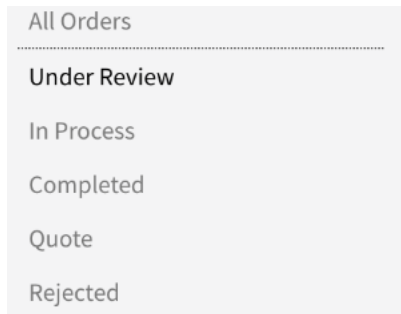 All Orders
Under Review
In Process
Completed
Quote
Rejected